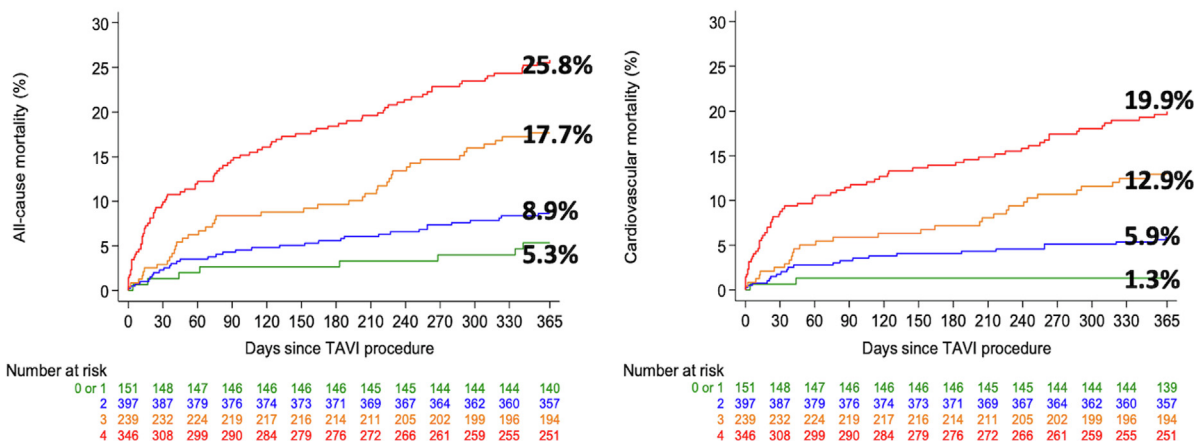 All-cause mortality (%)
30
25
20
15
10
5
0
25.8%
17.7%
8.9%
5.3%
0 30 60 90 120 150 180 210 240 270 300 330 365
Days since TAVI procedure
Number at risk
0 or 1 151 148 147 146 146 146 146 145 145 144 144 144 140
2 397 387 379 376 374 373 371 369 367 364 362 360 357
3 239 232 224 219 217 216 214 211 205 202 199 196 194
4 346 308 299 290 284 279 276 272 266 261 259 255 251
Cardiovascular mortality (%)
30
25
20
15
10
5
0
19.9%
12.9%
5.9%
1.3%
0 30 60 90 120 150 180 210 240 270 300 330 365
Days since TAVI procedure
Number at risk
0 or 1 151 148 147 146 146 146 146 145 145 144 144 144 139
2 397 387 379 376 374 373 371 369 367 364 362 360 357
3 239 232 224 219 217 216 214 211 205 202 199 196 194
4 346 308 299 290 284 279 276 272 266 261 259 255 251